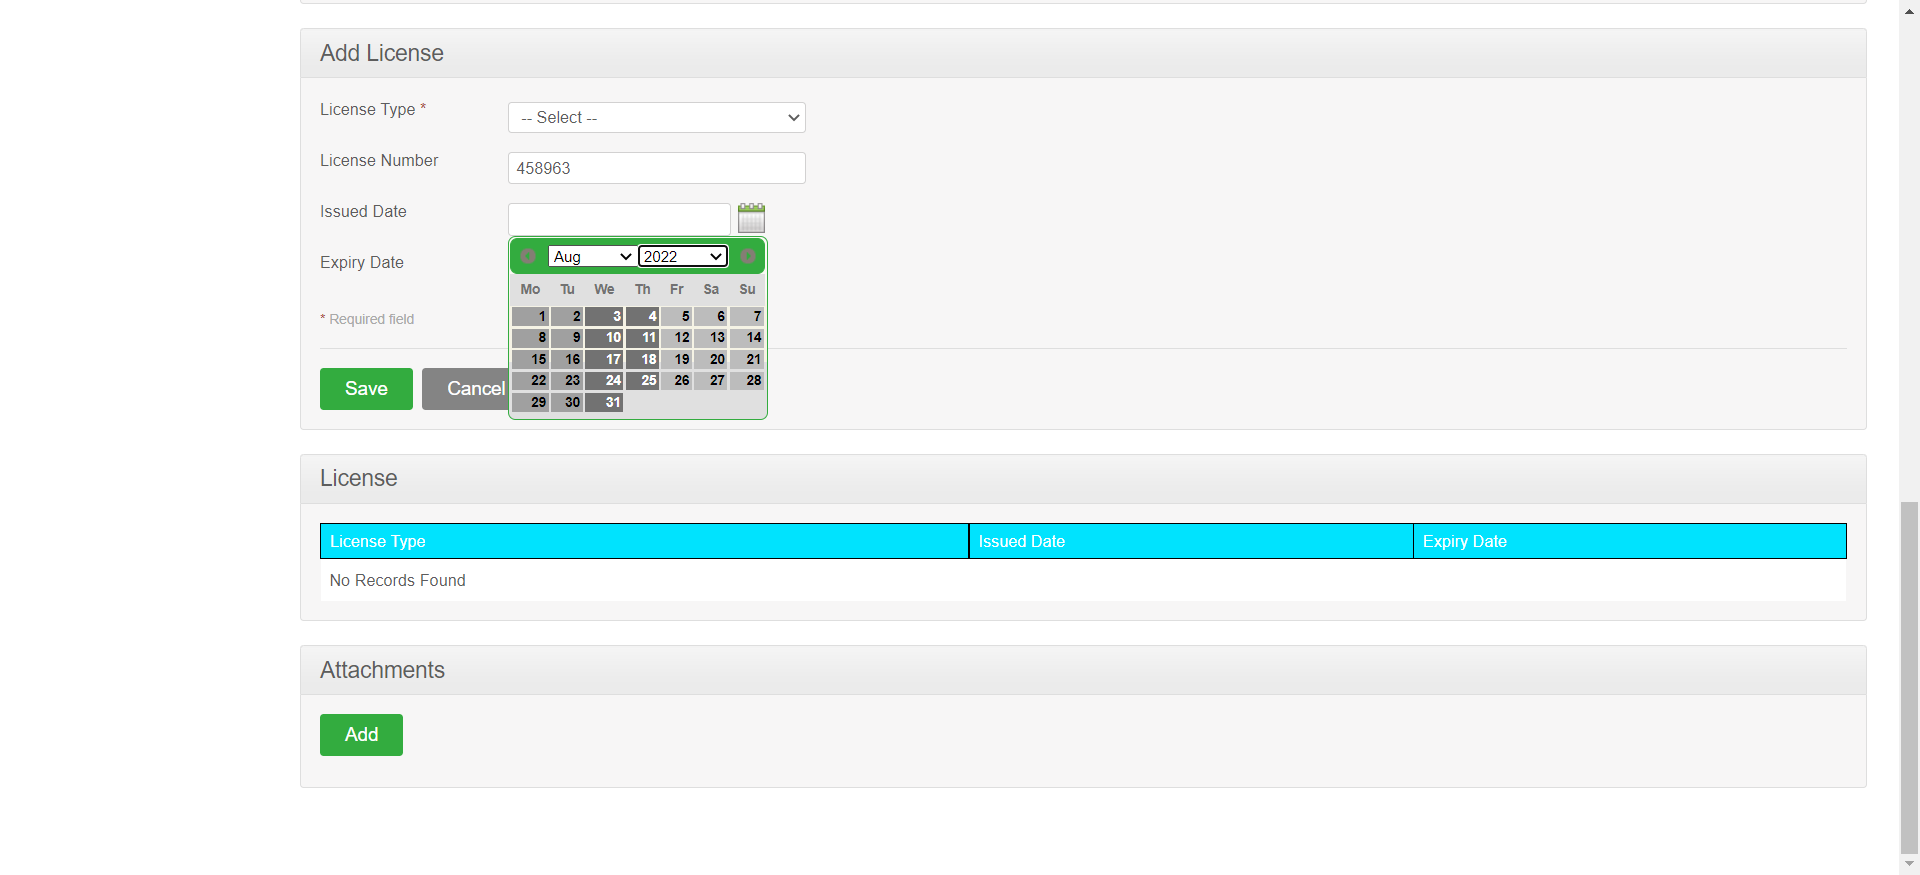 Add License
License Type *
-- Select --
License Number
458963
Issued Date
Expiry Date
Aug 2022
Mo Tu We Th Fr Sa Su
1 2 3 4 5 6 7
8 9 10 11 12 13 14
15 16 17 18 19 20 21
22 23 24 25 26 27 28
29 30 31
* Required field
Save Cancel
License
License Type Issued Date Expiry Date
No Records Found
Attachments
Add